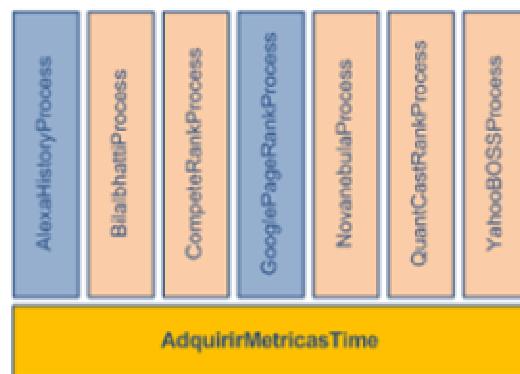 AlexaHistoryProcess
BilalbhattiProcess
CompeteRankProcess
GooglePageRankProcess
NovanebulaProcess
QuantCastRankProcess
YahooBOSSProcess
AdquirirMetricasTime